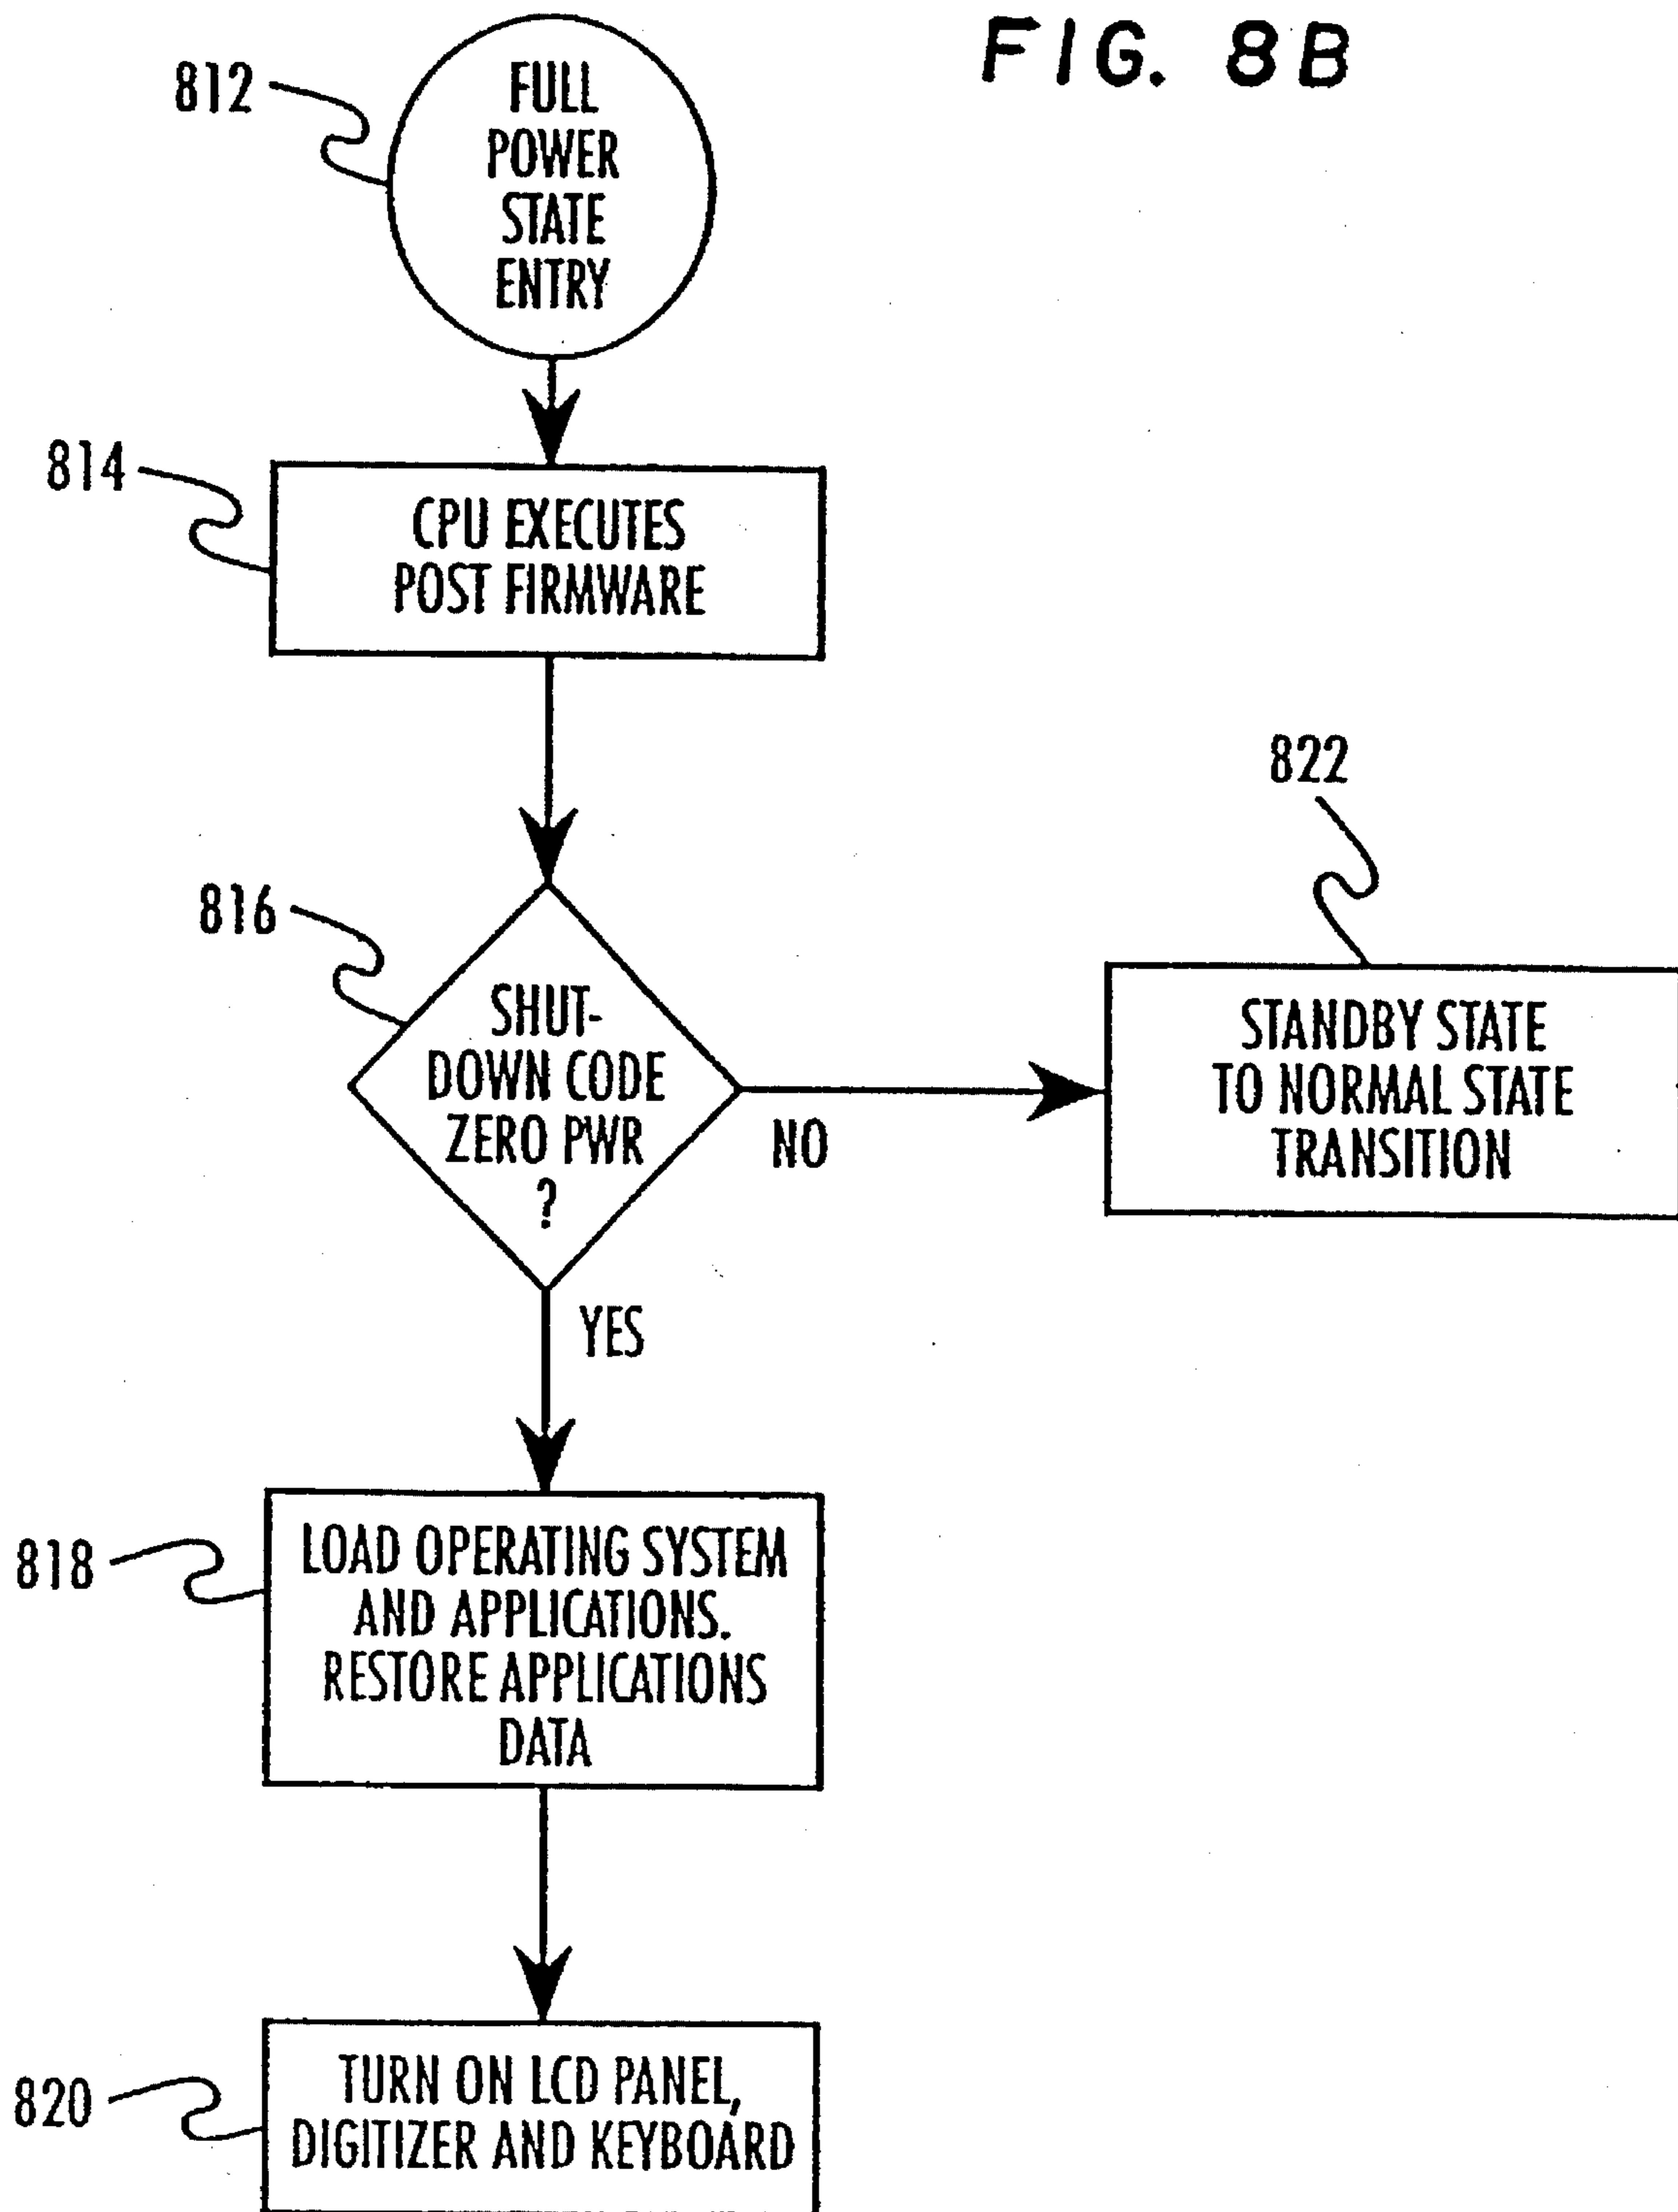 FIG. 8B
812
FULL
POWER
STATE
ENTRY
814
CPU EXECUTES
POST FIRMWARE
822
816
SHUT-
DOWN CODE
ZERO PWR
?
NO
STANDBY STATE
TO NORMAL STATE
TRANSITION
YES
818
LOAD OPERATING SYSTEM
AND APPLICATIONS.
RESTORE APPLICATIONS
DATA
820
TURN ON LCD PANEL,
DIGITIZER AND KEYBOARD